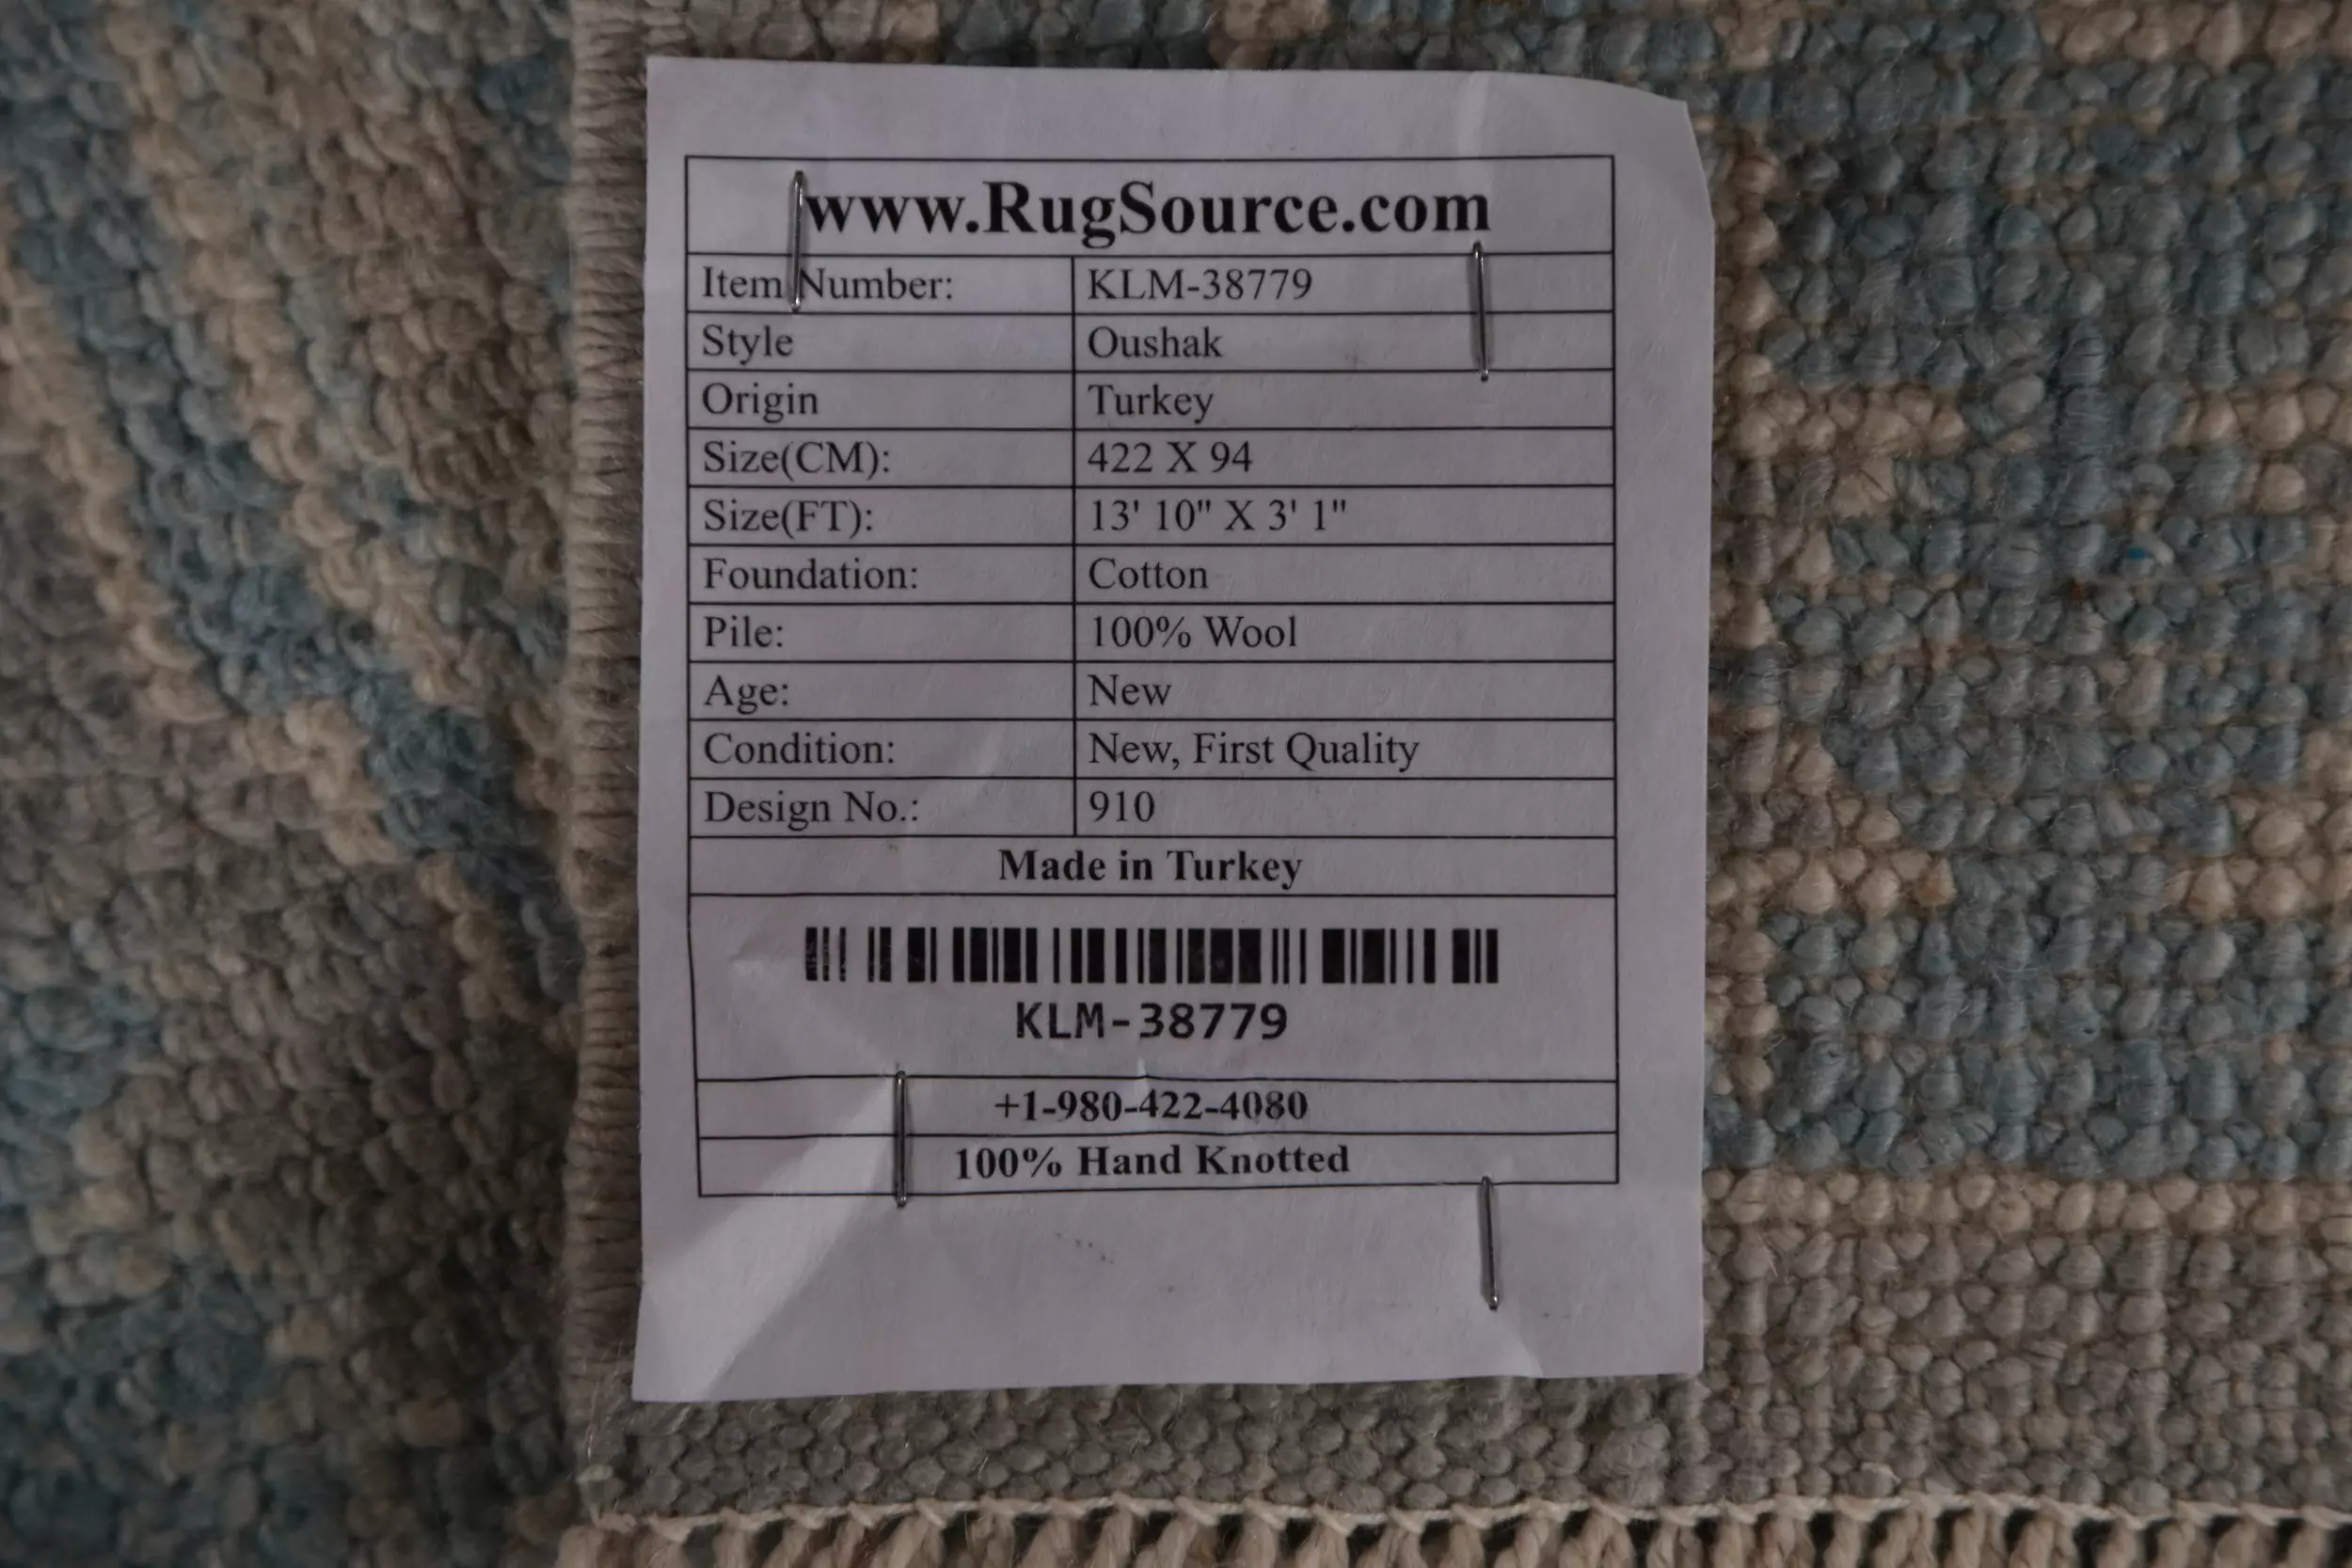 www.RugSource.com
Item Number: KLM-38779
Style Oushak
Origin Turkey
Size(CM): 422 X 94
Size(FT): 13' 10" X 3' 1"
Foundation: Cotton
Pile: 100% Wool
Age: New
Condition: New, First Quality
Design No.: 910
Made in Turkey
KLM-38779
+1-980-422-4080
100% Hand Knotted